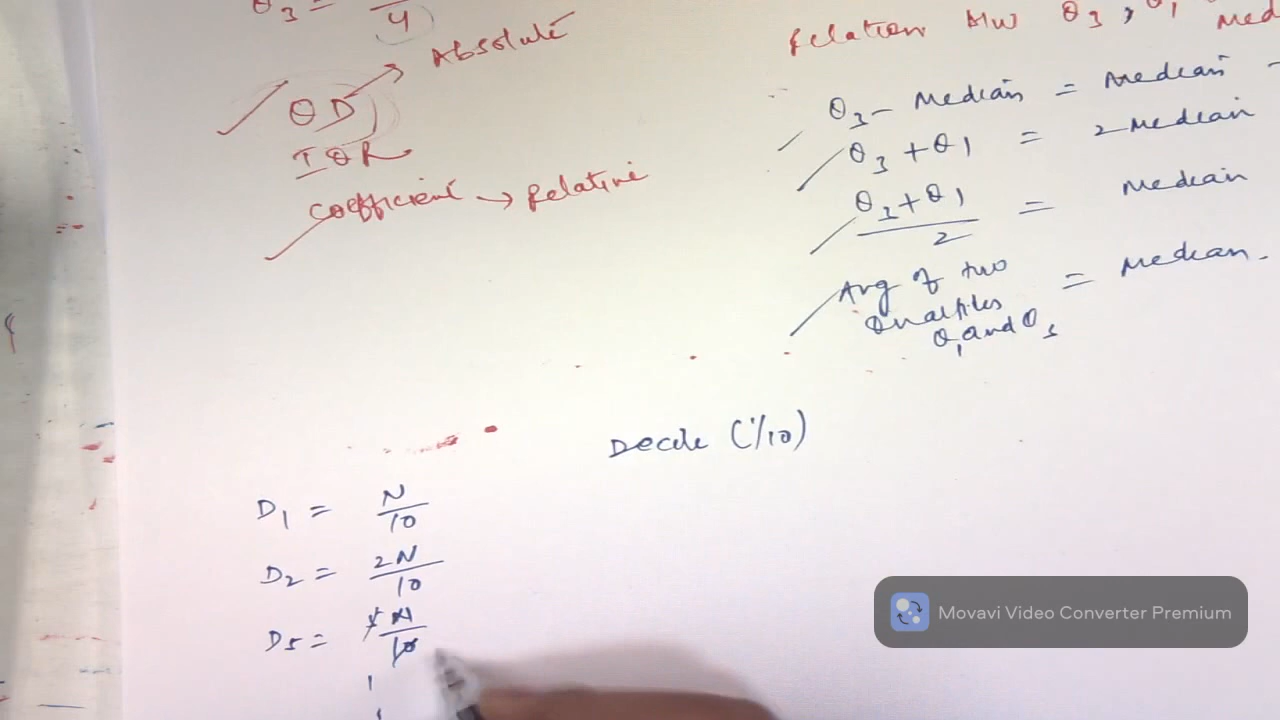 Q3 = 4
Absolute
QD
IQR
coefficient → Relative
Relation b/w Q3, Q1
Med
Q3 - Median = Median -
Q3 + Q1 = 2 Median
Q3 + Q1 / 2 = Median
Avg of two Quartiles Q1 and Q3 = Median.
Decile (1/10)
D1 = N/10
D2 = 2N/10
D5 = 5N/10
Movavi Video Converter Premium